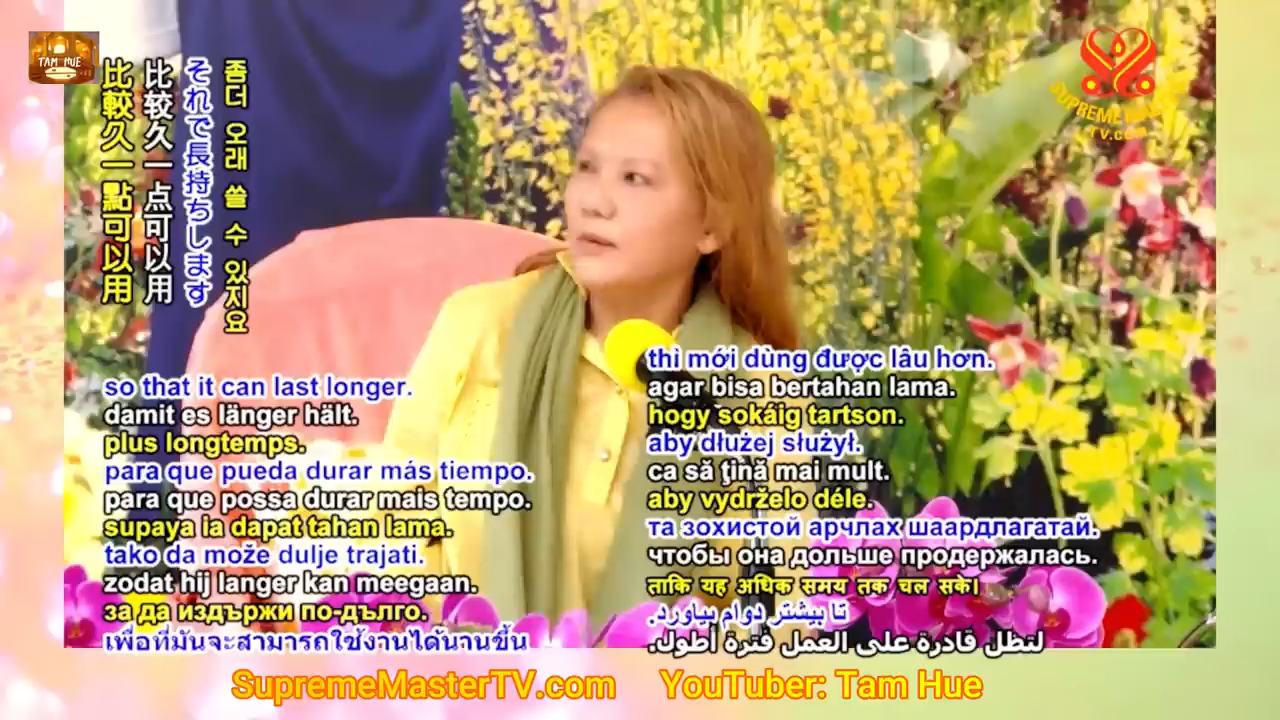 TAM HUE
SUPREME MASTER
TV.COM
좀더 오래 쓸 수 있지요
それで長持ちします
比较久一点可以用
比較久一點可以用
so that it can last longer.
damit es länger hält.
plus longtemps.
para que pueda durar más tiempo.
para que possa durar mais tempo.
supaya ia dapat tahan lama.
tako da može dulje trajati.
zodat hij langer kan meegaan.
за да издържи по-дълго.
เพื่อที่มันจะสามารถใช้งานได้นานขึ้น
thì mới dùng được lâu hơn.
agar bisa bertahan lama.
hogy sokáig tartson.
aby dłużej służył.
ca să ţină mai mult.
aby vydrželo déle.
та зохистой арчлах шаардлагатай.
чтобы она дольше продержалась.
ताकि यह अधिक समय तक चल सके।
تا بیشتر دوام بیاورد.
لتظل قادرة على العمل فترة أطول.
SupremeMasterTV.com YouTuber: Tam Hue